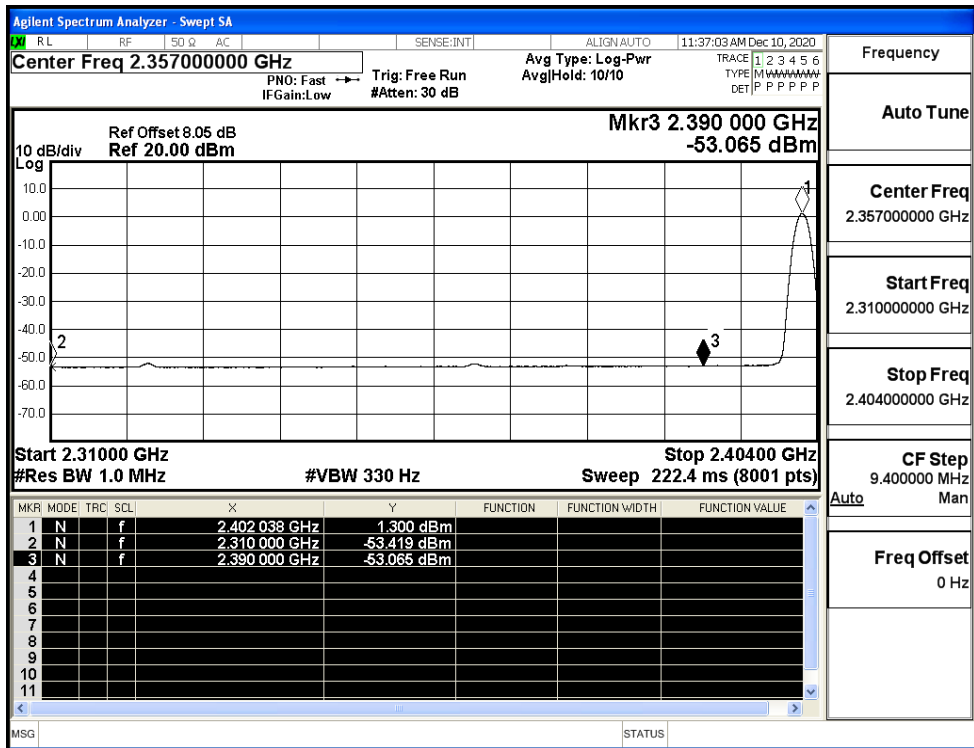 Agilent Spectrum Analyzer - Swept SA
LXI RL RF 50 Ω AC SENSE:INT ALIGN AUTO 11:37:03 AM Dec 10, 2020
Center Freq 2.357000000 GHz
PNO: Fast
IFGain:Low
Trig: Free Run
#Atten: 30 dB
Avg Type: Log-Pwr
Avg|Hold: 10/10
TRACE 1 2 3 4 5 6
TYPE M WWWWW
DET P P P P P P
Ref Offset 8.05 dB
10 dB/div Ref 20.00 dBm
Log
Mkr3 2.390 000 GHz
-53.065 dBm
10.0
0.00
-10.0
-20.0
-30.0
-40.0
-50.0
-60.0
-70.0
1
2
3
Start 2.31000 GHz Stop 2.40400 GHz
#Res BW 1.0 MHz #VBW 330 Hz Sweep 222.4 ms (8001 pts)
MKR MODE TRC SCL X Y FUNCTION FUNCTION WIDTH FUNCTION VALUE
1 N f 2.402 038 GHz 1.300 dBm
2 N f 2.310 000 GHz -53.419 dBm
3 N f 2.390 000 GHz -53.065 dBm
4
5
6
7
8
9
10
11
MSG STATUS
Frequency
Auto Tune
Center Freq
2.357000000 GHz
Start Freq
2.310000000 GHz
Stop Freq
2.404000000 GHz
CF Step
9.400000 MHz
Auto Man
Freq Offset
0 Hz